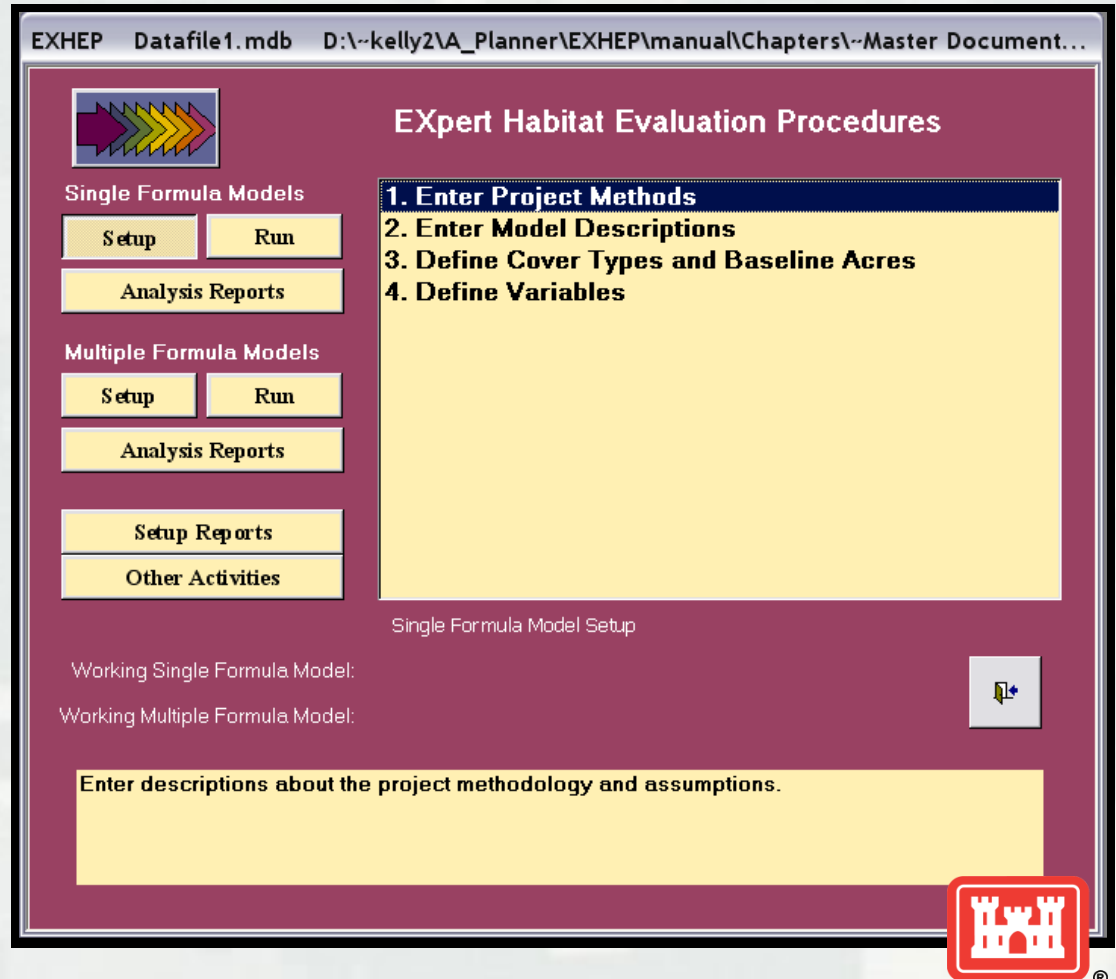 EXHEP Datafile1.mdb D:\~kelly2\A_Planner\EXHEP\manual\Chapters\~Master Document...
EXpert Habitat Evaluation Procedures
Single Formula Models
Setup Run
Analysis Reports
Multiple Formula Models
Setup Run
Analysis Reports
Setup Reports
Other Activities
1. Enter Project Methods
2. Enter Model Descriptions
3. Define Cover Types and Baseline Acres
4. Define Variables
Single Formula Model Setup
Working Single Formula Model:
Working Multiple Formula Model:
Enter descriptions about the project methodology and assumptions.
®